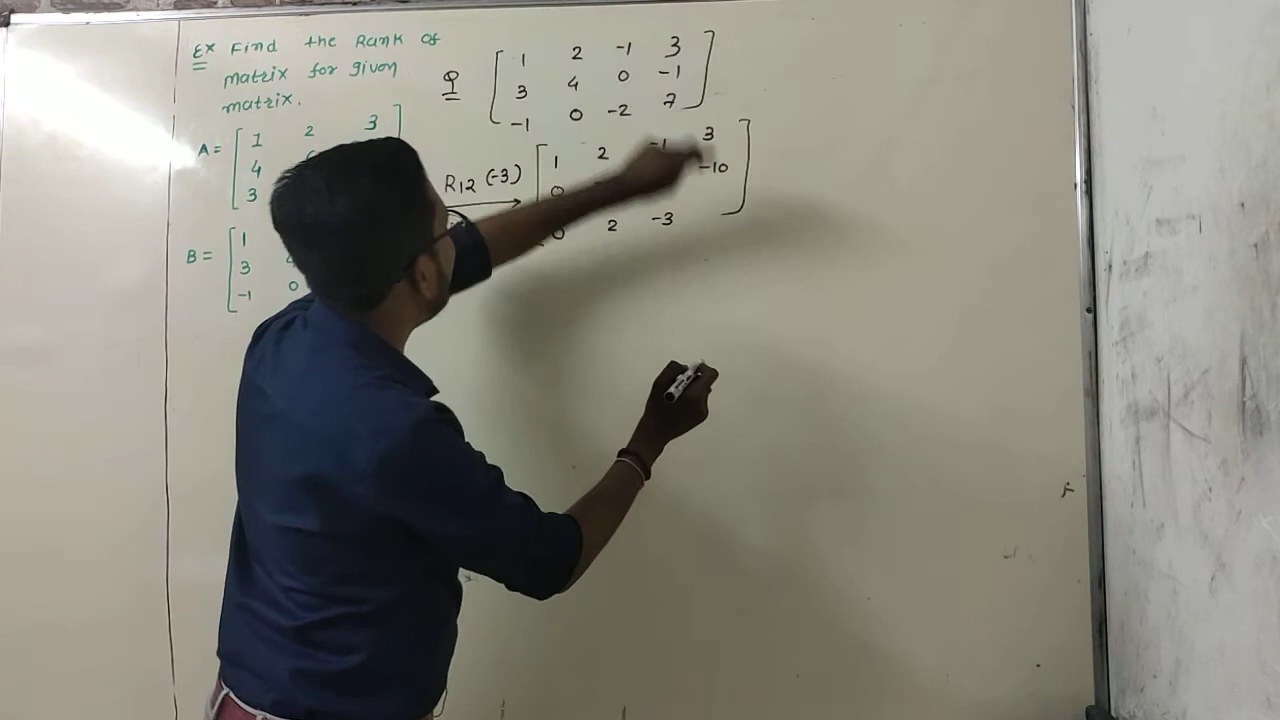 Ex Find the Rank of
matrix for given
matrix.
A = [ 1 2 3 ]
4
3
B = [ 1
3
-1 0
Q [ 1 2 -1 3 ]
3 4 0 -1
-1 0 -2 7
R12 (-3) [ 1 2 -1 3 ]
0 -10
0 2 -3